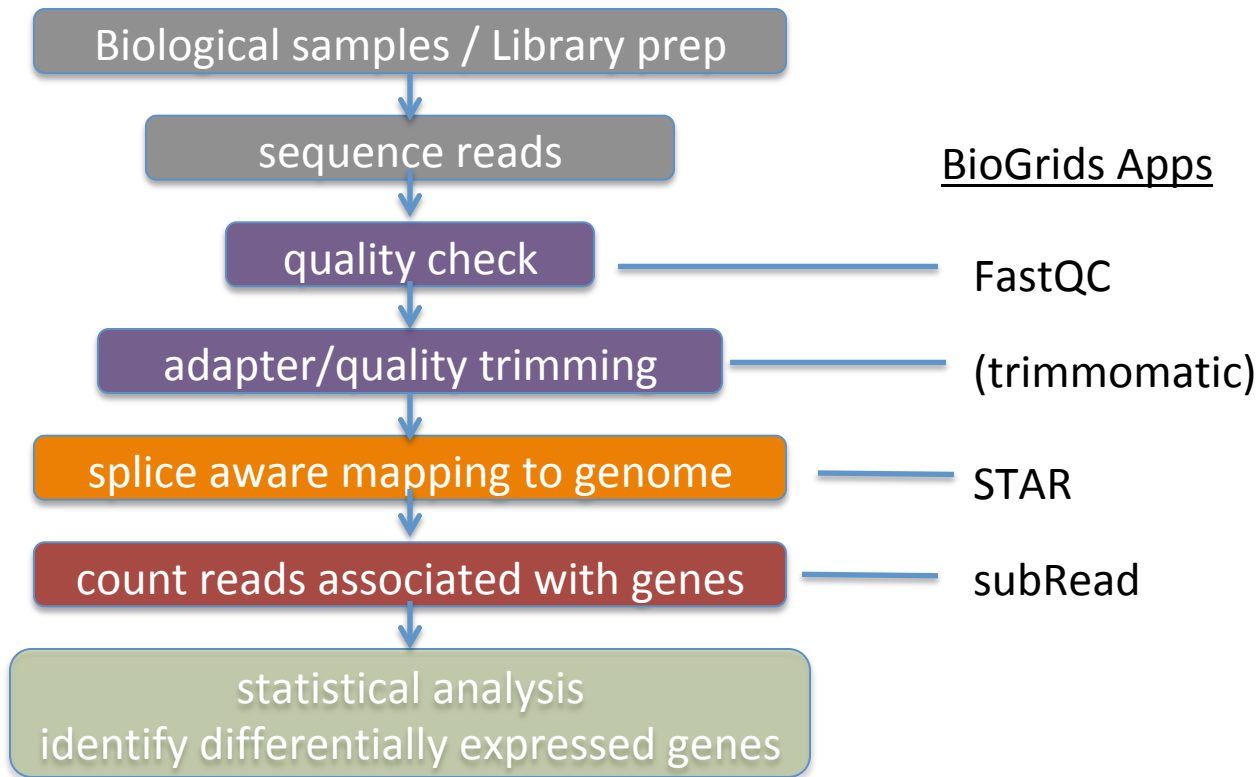 Biological samples / Library prep
sequence reads
BioGrids Apps
quality check
FastQC
adapter/quality trimming
(trimmomatic)
splice aware mapping to genome
STAR
count reads associated with genes
subRead
statistical analysis
identify differentially expressed genes